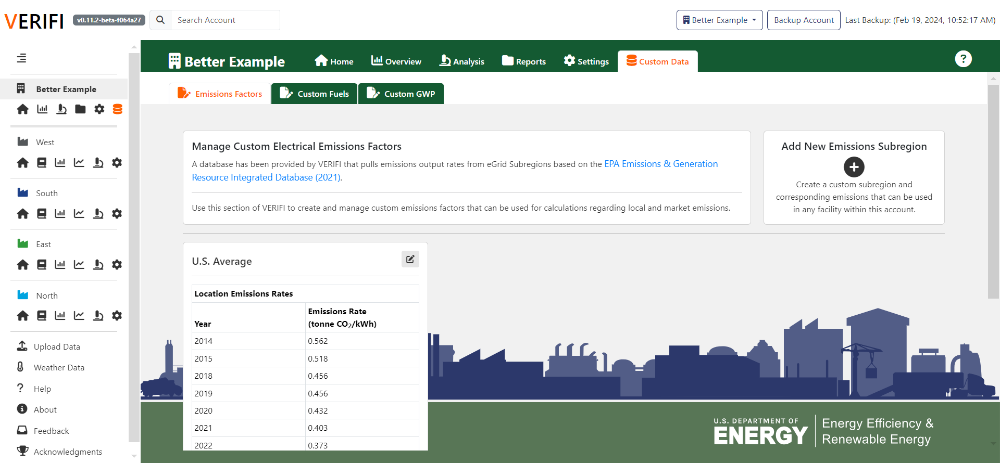 VERIFI
v0.11.2-beta-f064a27
Search Account
Better Example
Backup Account
Last Backup: (Feb 19, 2024, 10:52:17 AM)
Better Example
West
South
East
North
Upload Data
Weather Data
Help
About
Feedback
Acknowledgments
Better Example
Home
Overview
Analysis
Reports
Settings
Custom Data
?
Emissions Factors
Custom Fuels
Custom GWP
Manage Custom Electrical Emissions Factors
A database has been provided by VERIFI that pulls emissions output rates from eGrid Subregions based on the EPA Emissions & Generation
Resource Integrated Database (2021).
Use this section of VERIFI to create and manage custom emissions factors that can be used for calculations regarding local and market emissions.
Add New Emissions Subregion
Create a custom subregion and
corresponding emissions that can be used
in any facility within this account.
U.S. Average
Location Emissions Rates
Year
Emissions Rate
(tonne CO₂/kWh)
2014 0.562
2015 0.518
2018 0.456
2019 0.456
2020 0.432
2021 0.403
2022 0.373
U.S. DEPARTMENT OF
ENERGY
Energy Efficiency &
Renewable Energy